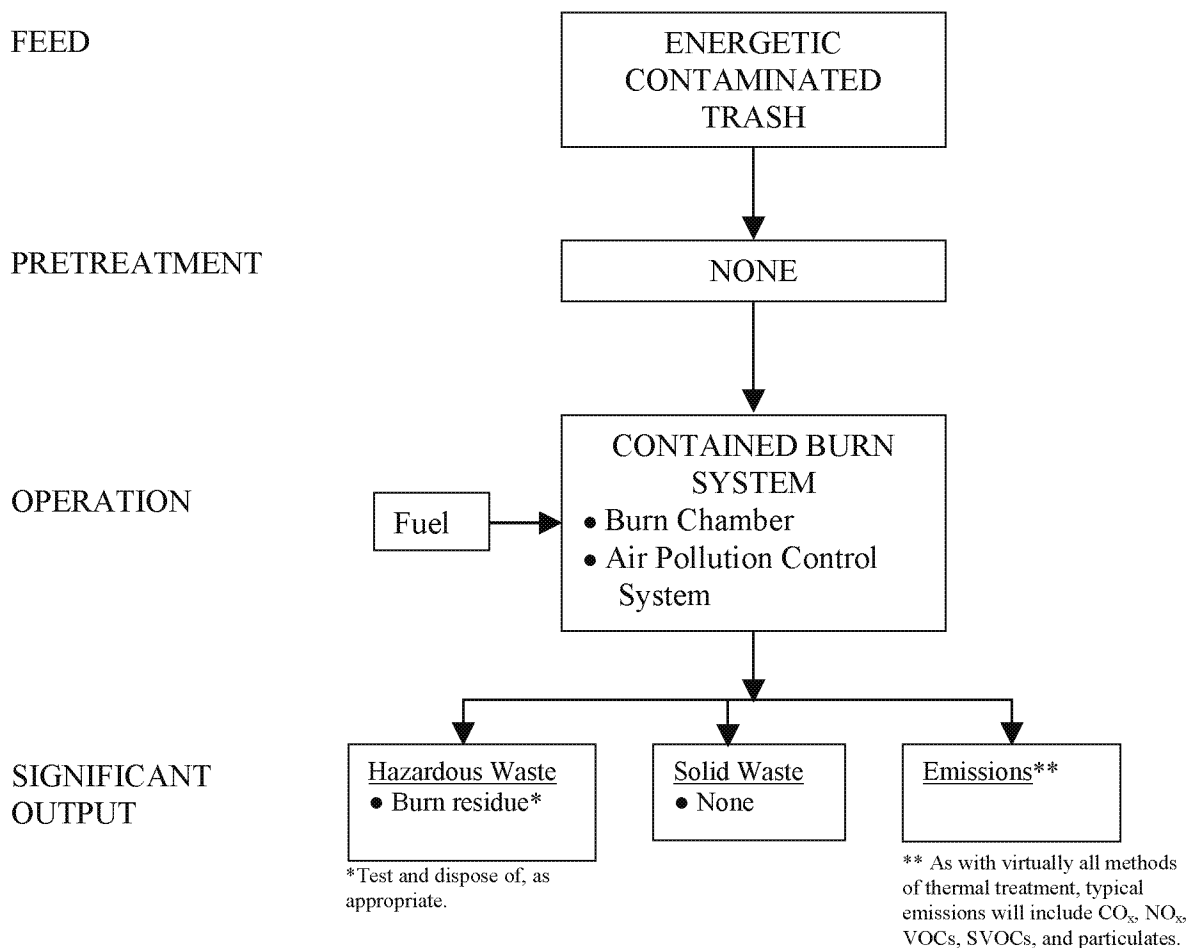 FEED
ENERGETIC
CONTAMINATED
TRASH
PRETREATMENT
NONE
OPERATION
Fuel
CONTAINED BURN
SYSTEM
● Burn Chamber
● Air Pollution Control
System
SIGNIFICANT
OUTPUT
Hazardous Waste
● Burn residue*
*Test and dispose of, as
appropriate.
Solid Waste
● None
Emissions**
** As with virtually all methods
of thermal treatment, typical
emissions will include COₓ, NOₓ,
VOCs, SVOCs, and particulates.